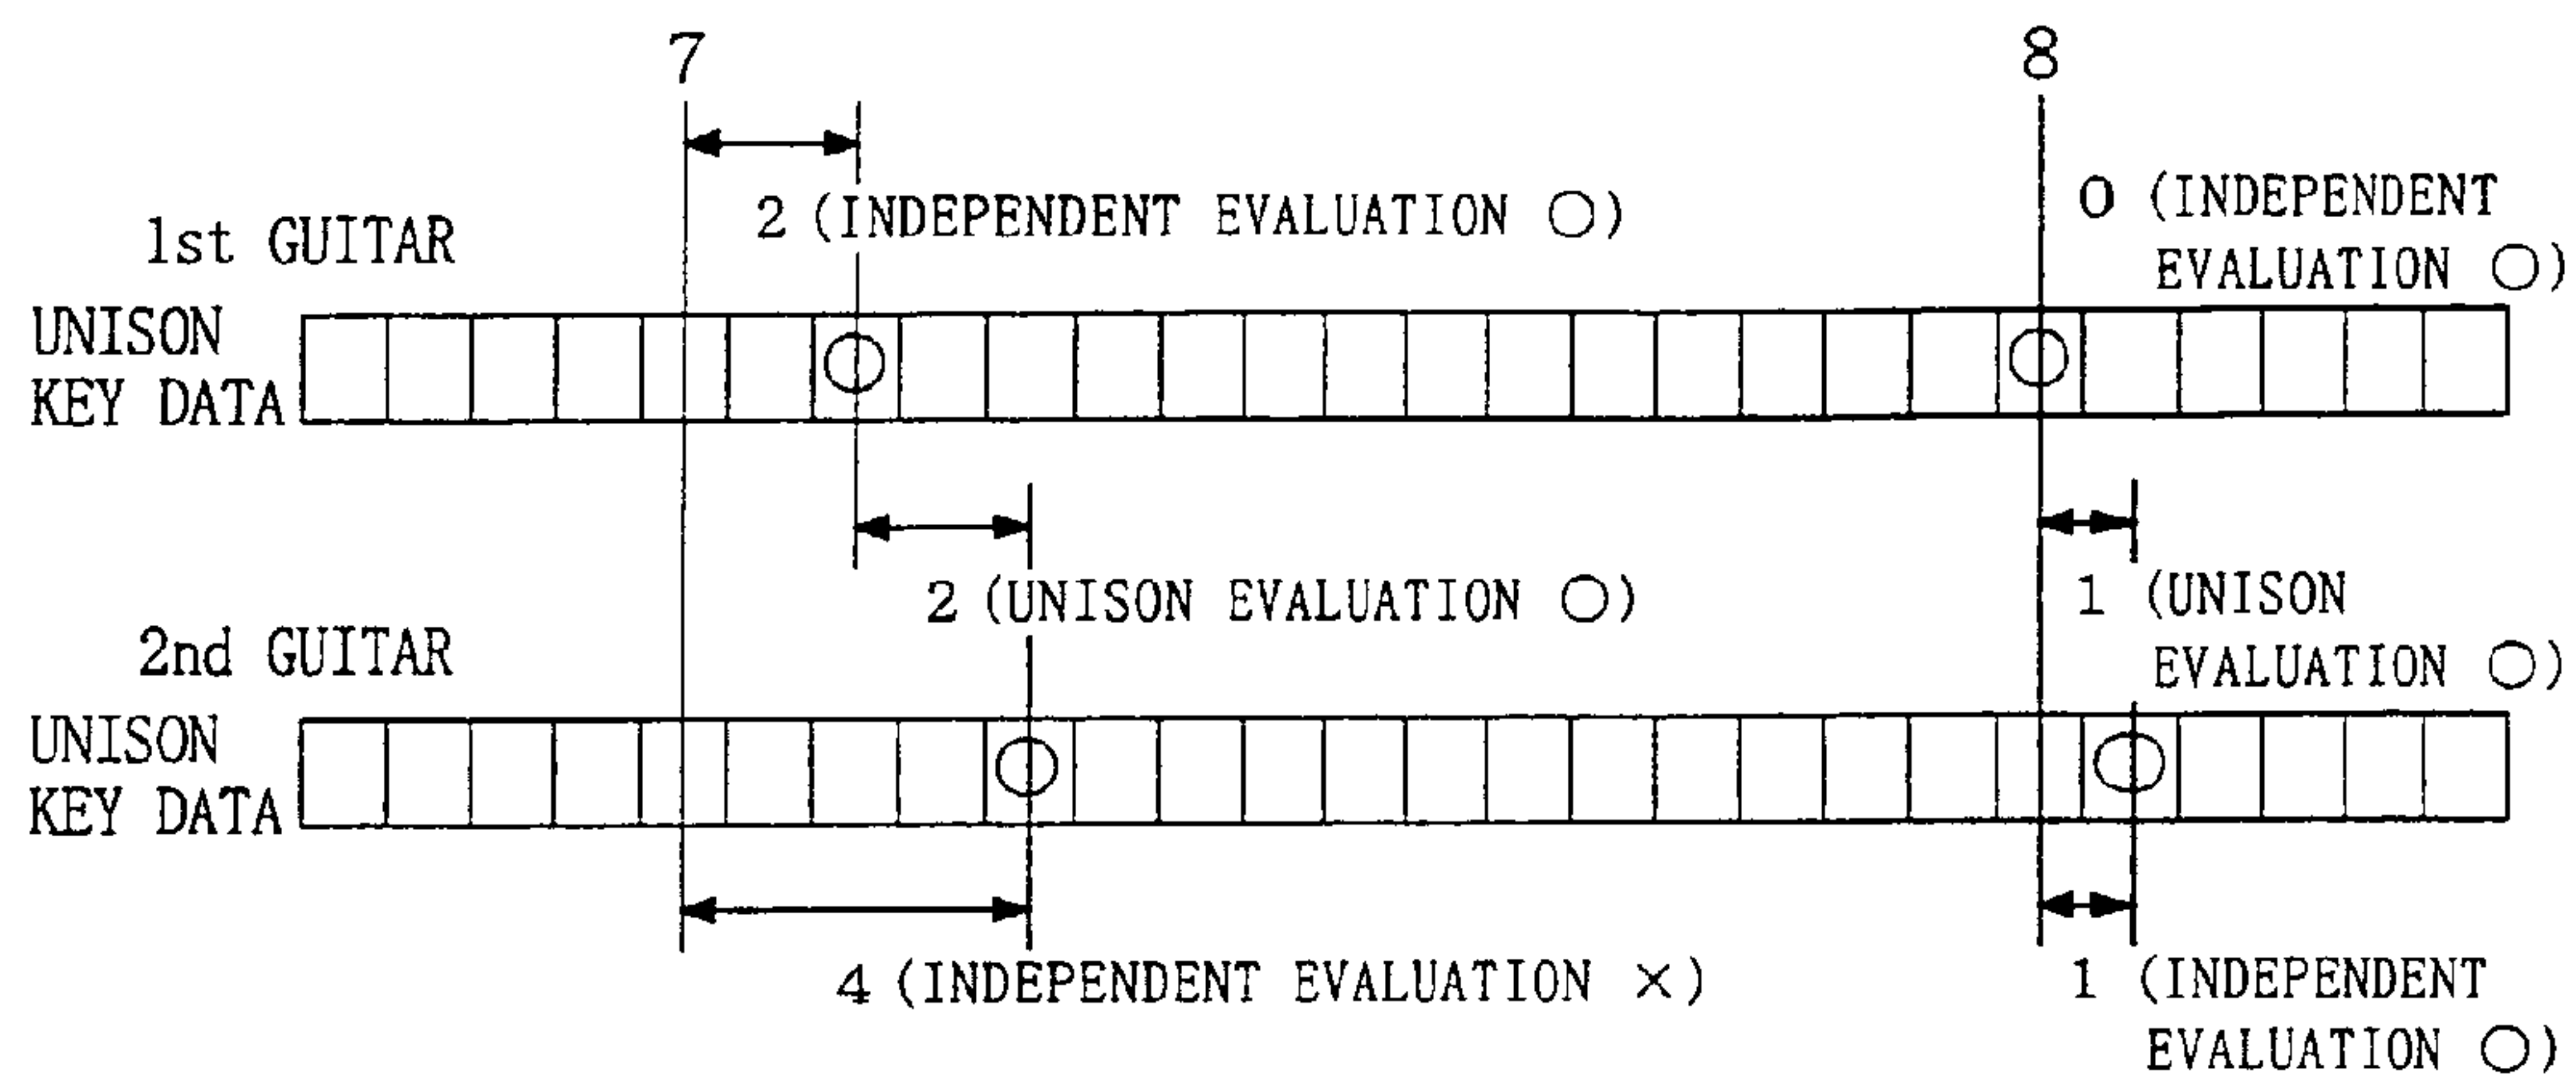 7
8
2 (INDEPENDENT EVALUATION ○)
0 (INDEPENDENT
EVALUATION ○)
1st GUITAR
UNISON
KEY DATA
2 (UNISON EVALUATION ○)
1 (UNISON
EVALUATION ○)
2nd GUITAR
UNISON
KEY DATA
4 (INDEPENDENT EVALUATION ×)
1 (INDEPENDENT
EVALUATION ○)